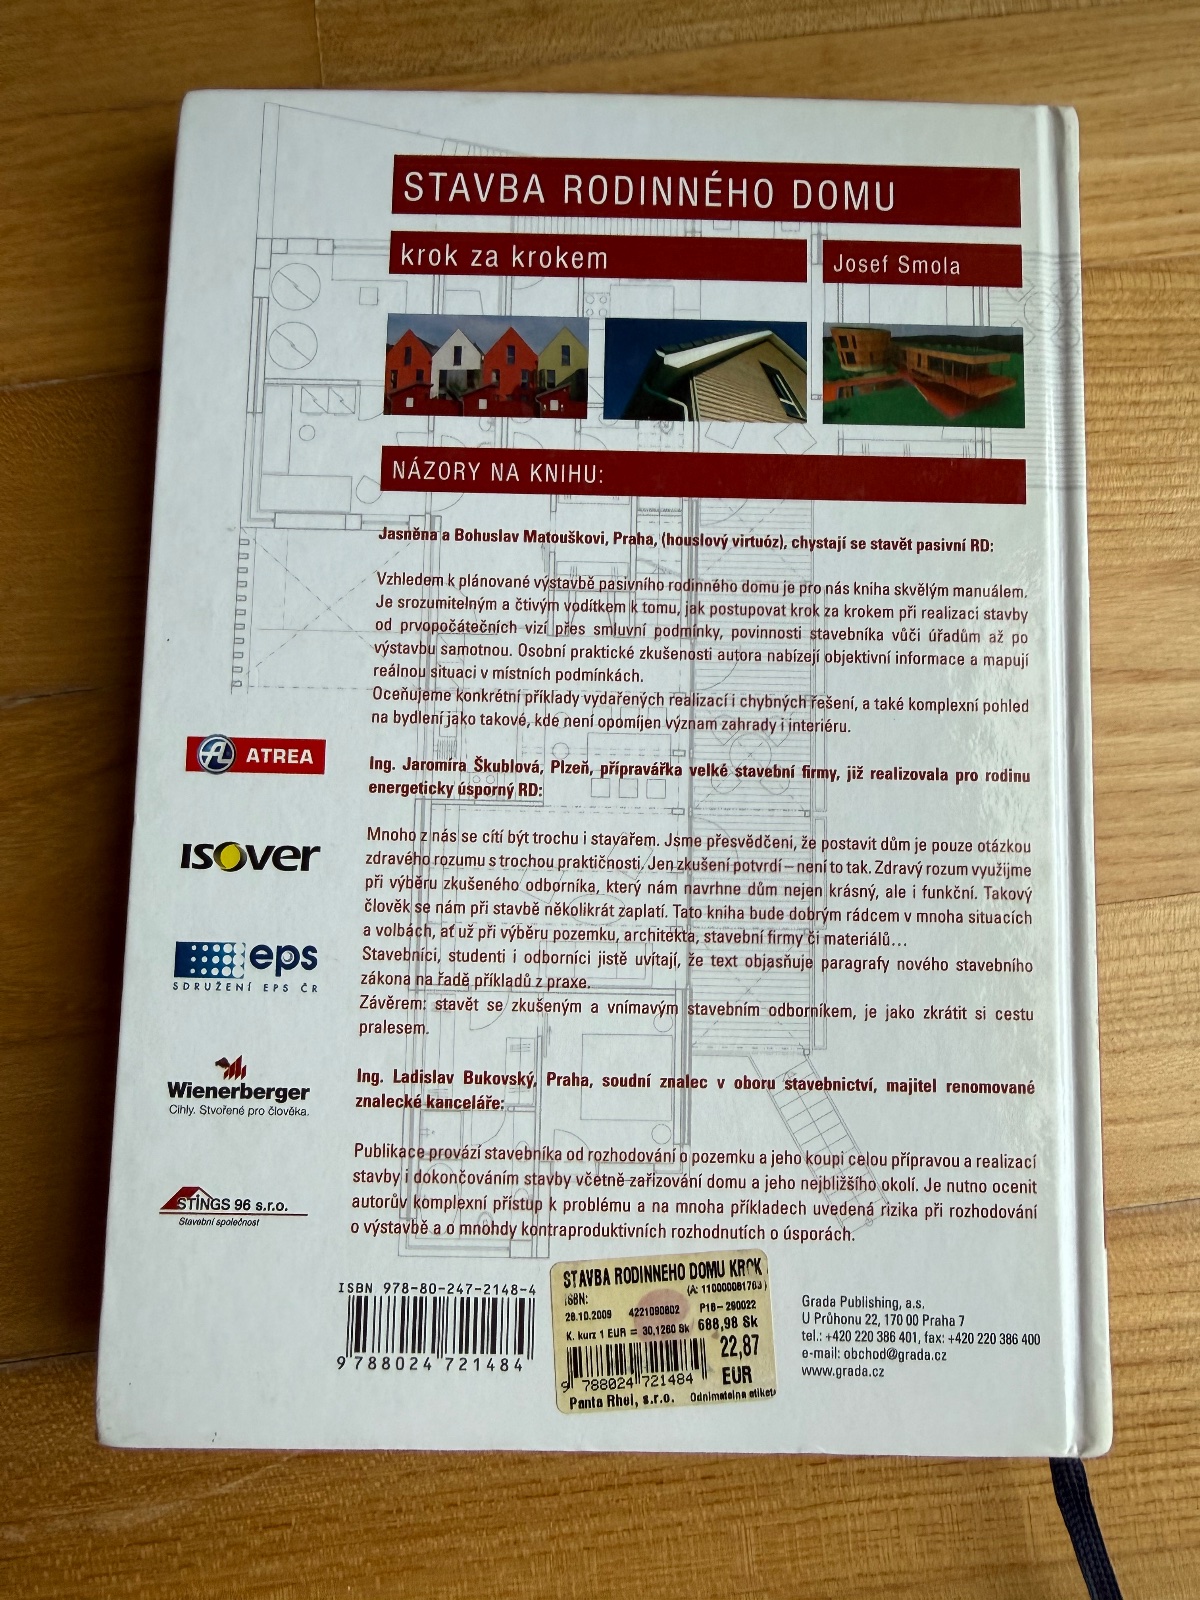 STAVBA RODINNÉHO DOMU
krok za krokem
Josef Smola
NÁZORY NA KNIHU:
Jasněna a Bohuslav Matouškovi, Praha, (houslový virtuóz), chystají se stavět pasivní RD:
Vzhledem k plánované výstavbě pasivního rodinného domu je pro nás kniha skvělým manuálem.
Je srozumitelným a čtivým vodítkem k tomu, jak postupovat krok za krokem při realizaci stavby
od prvopočátečních vizí přes smluvní podmínky, povinnosti stavebníka vůči úřadům až po
výstavbu samotnou. Osobní praktické zkušenosti autora nabízejí objektivní informace a mapují
reálnou situaci v místních podmínkách.
Oceňujeme konkrétní příklady vydařených realizací i chybných řešení, a také komplexní pohled
na bydlení jako takové, kde není opomíjen význam zahrady i interiéru.
Ing. Jaromíra Škublová, Plzeň, přípravářka velké stavební firmy, již realizovala pro rodinu
energeticky úsporný RD:
Mnoho z nás se cítí být trochu i stavařem. Jsme přesvědčeni, že postavit dům je pouze otázkou
zdravého rozumu s trochou praktičnosti. Jen zkušení potvrdí – není to tak. Zdravý rozum využijme
při výběru zkušeného odborníka, který nám navrhne dům nejen krásný, ale i funkční. Takový
člověk se nám při stavbě několikrát zaplatí. Tato kniha bude dobrým rádcem v mnoha situacích
a volbách, ať už při výběru pozemku, architekta, stavební firmy či materiálů…
Stavebníci, studenti i odborníci jistě uvítají, že text objasňuje paragrafy nového stavebního
zákona na řadě příkladů z praxe.
Závěrem: stavět se zkušeným a vnímavým stavebním odborníkem, je jako zkrátit si cestu
pralesem.
Ing. Ladislav Bukovský, Praha, soudní znalec v oboru stavebnictví, majitel renomované
znalecké kanceláře:
Publikace provází stavebníka od rozhodování o pozemku a jeho koupi celou přípravou a realizací
stavby i dokončováním stavby včetně zařizování domu a jeho nejbližšího okolí. Je nutno ocenit
autorův komplexní přístup k problému a na mnoha příkladech uvedená rizika při rozhodování
o výstavbě a o mnohdy kontraproduktivních rozhodnutích o úsporách.
ATREA
ISOVER
eps
SDRUŽENÍ EPS ČR
Wienerberger
Cihly. Stvořené pro člověka.
STINGS 96 s.r.o.
Stavební společnost
ISBN 978-80-247-2148-4
9 788024 721484
STAVBA RODINNEHO DOMU KROK
(A: 110000081763)
ISBN:
28.10.2009 4221080802 P18-290022
K. kurz 1 EUR = 30,1260 Sk 688,98 Sk
22,87
EUR
9 788024 721484
Panta Rhei, s.r.o. Odnimatelna etiket
Grada Publishing, a.s.
U Průhonu 22, 170 00 Praha 7
tel.: +420 220 386 401, fax: +420 220 386 400
e-mail: obchod@grada.cz
www.grada.cz